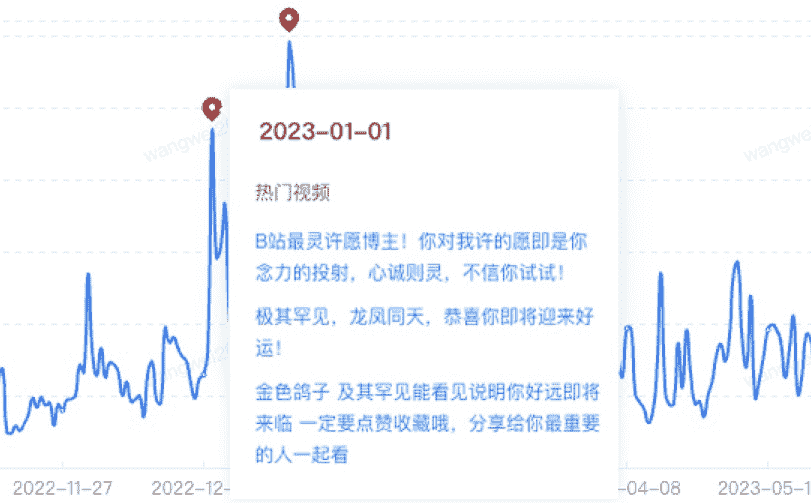 2023-01-01
热门视频
B站最灵许愿博主！你对我许的愿即是你
念力的投射，心诚则灵，不信你试试！
极其罕见，龙凤同天，恭喜你即将迎来好
运！
金色鸽子 及其罕见能看见说明你好远即将
来临 一定要点赞收藏哦，分享给你最重要
的人一起看
2022-11-27
2022-12-
-04-08
2023-05-1